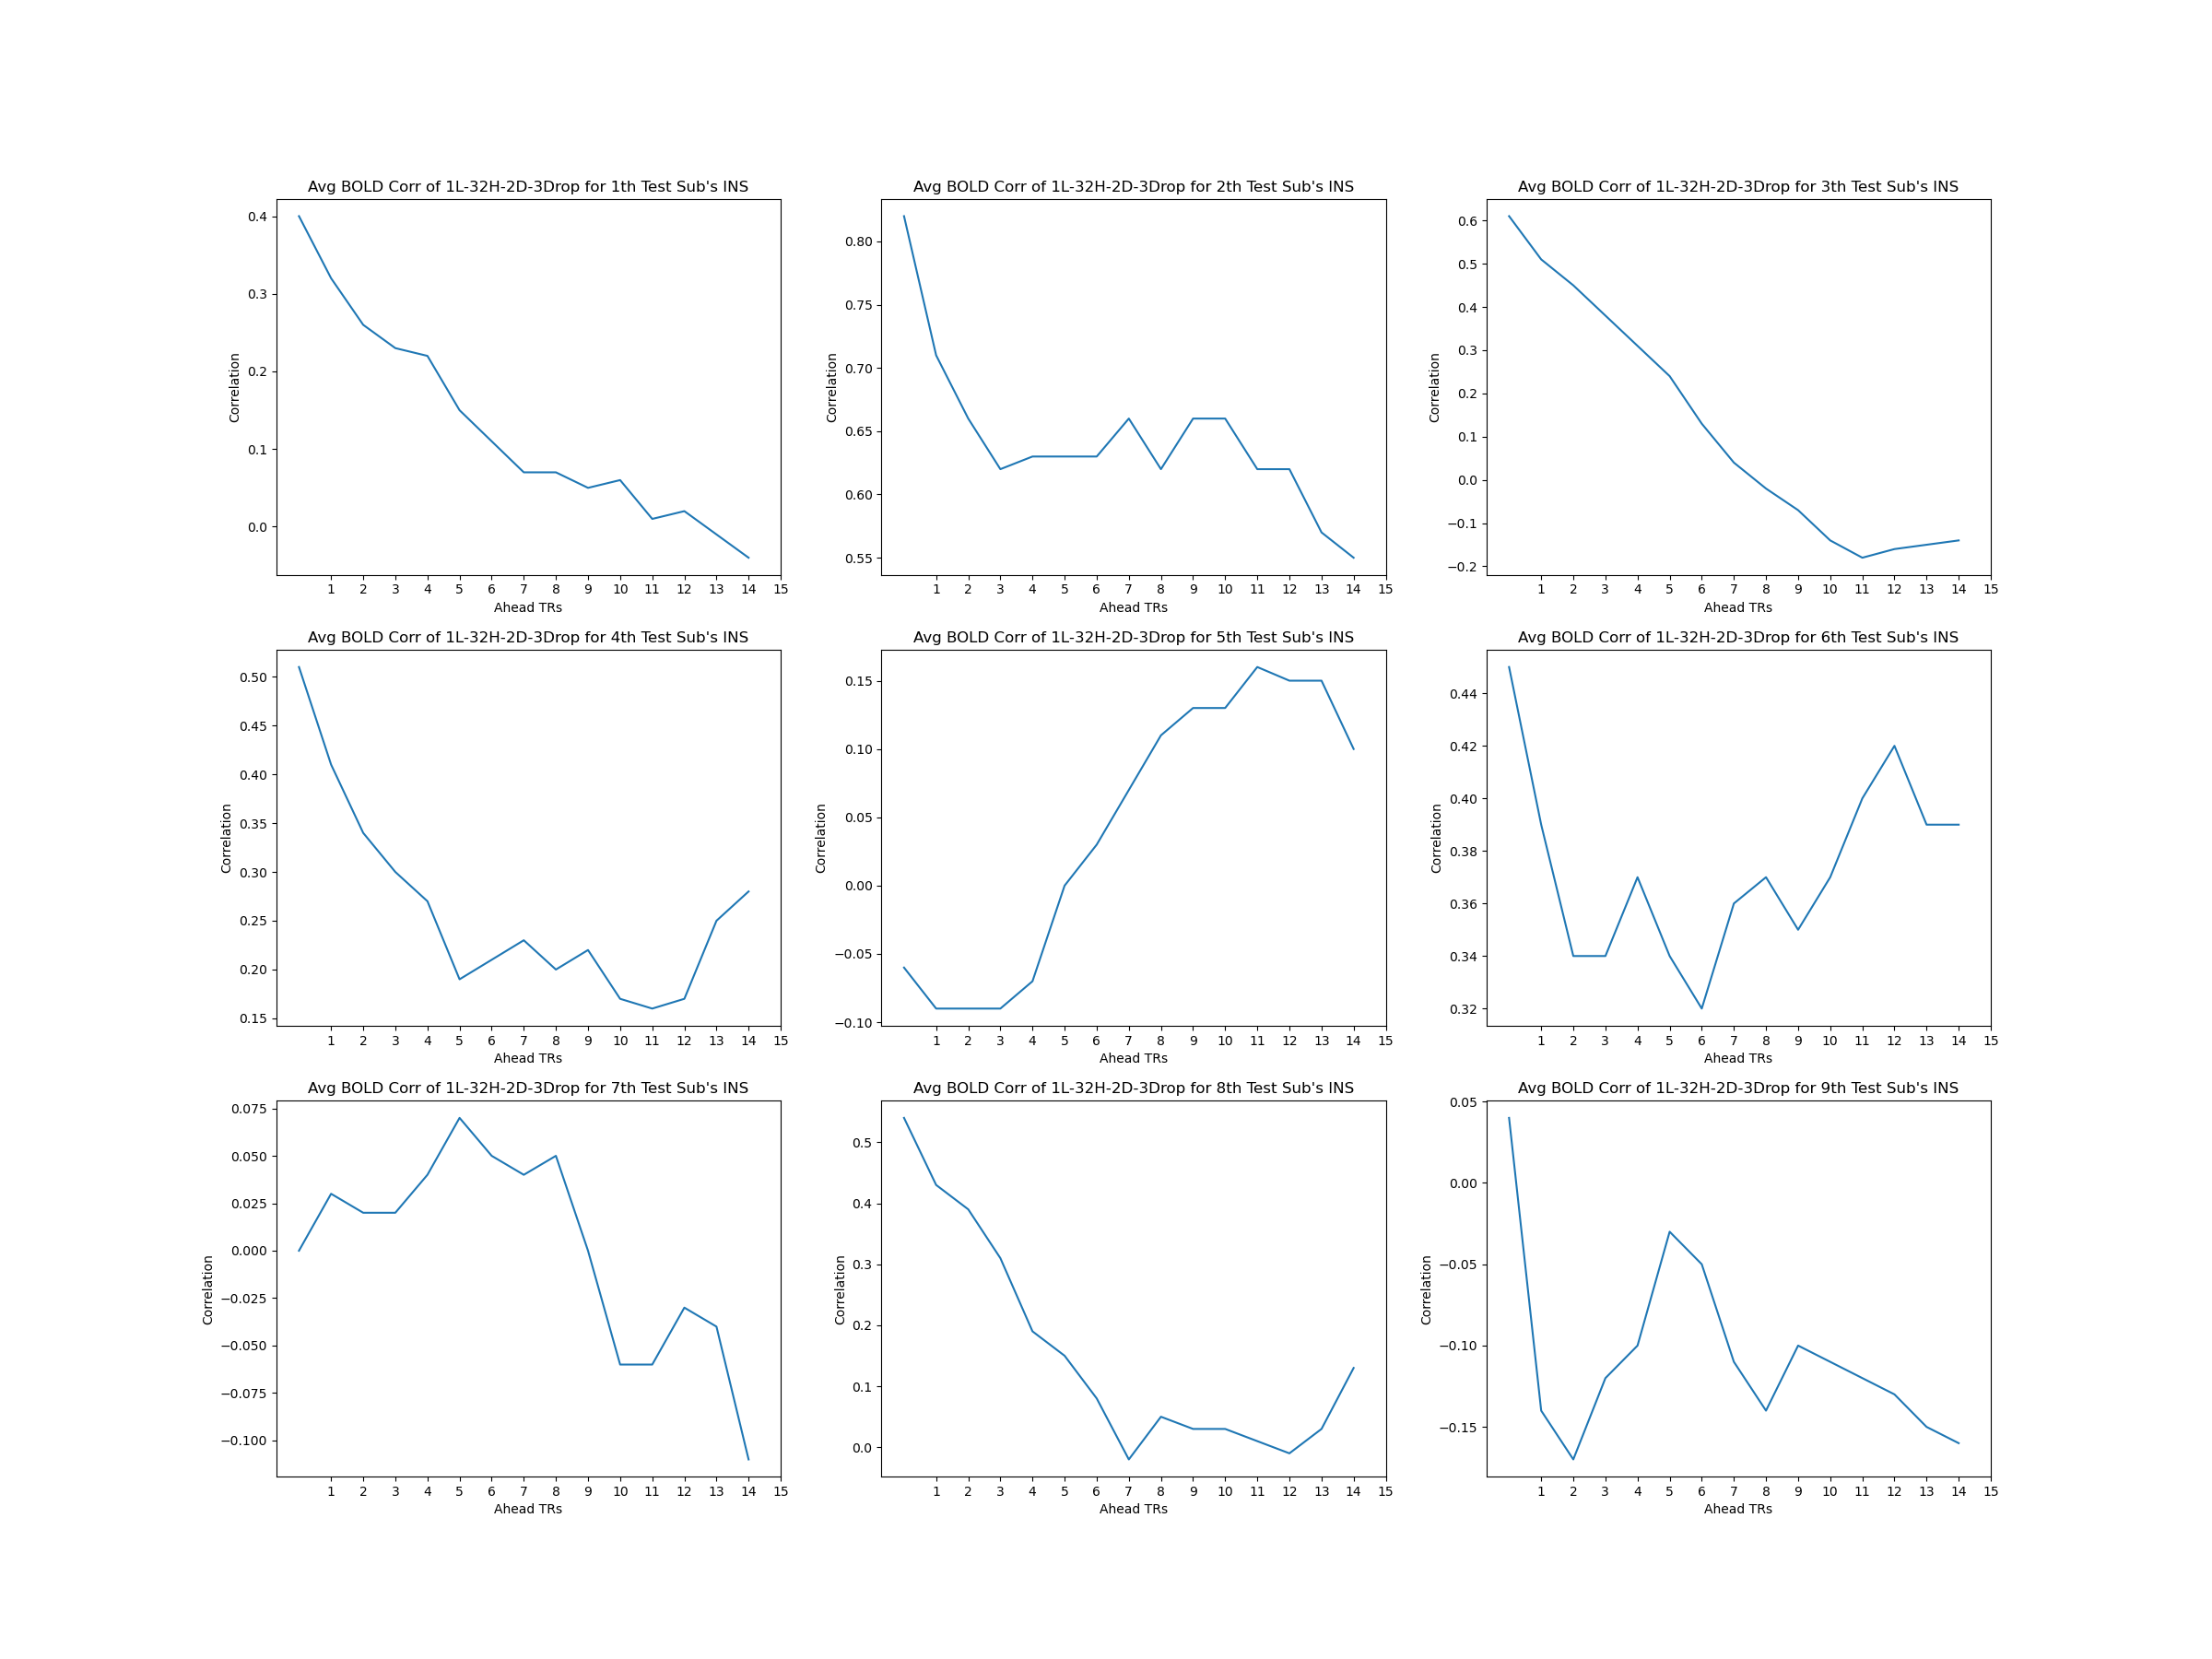 Avg BOLD Corr of 1L-32H-2D-3Drop for 1th Test Sub's INS
0.4
0.3
0.2
0.1
0.0
Correlation
1 2 3 4 5 6 7 8 9 10 11 12 13 14 15
Ahead TRs
Avg BOLD Corr of 1L-32H-2D-3Drop for 2th Test Sub's INS
0.80
0.75
0.70
0.65
0.60
0.55
Correlation
1 2 3 4 5 6 7 8 9 10 11 12 13 14 15
Ahead TRs
Avg BOLD Corr of 1L-32H-2D-3Drop for 3th Test Sub's INS
0.6
0.5
0.4
0.3
0.2
0.1
0.0
−0.1
−0.2
Correlation
1 2 3 4 5 6 7 8 9 10 11 12 13 14 15
Ahead TRs
Avg BOLD Corr of 1L-32H-2D-3Drop for 4th Test Sub's INS
0.50
0.45
0.40
0.35
0.30
0.25
0.20
0.15
Correlation
1 2 3 4 5 6 7 8 9 10 11 12 13 14 15
Ahead TRs
Avg BOLD Corr of 1L-32H-2D-3Drop for 5th Test Sub's INS
0.15
0.10
0.05
0.00
−0.05
−0.10
Correlation
1 2 3 4 5 6 7 8 9 10 11 12 13 14 15
Ahead TRs
Avg BOLD Corr of 1L-32H-2D-3Drop for 6th Test Sub's INS
0.44
0.42
0.40
0.38
0.36
0.34
0.32
Correlation
1 2 3 4 5 6 7 8 9 10 11 12 13 14 15
Ahead TRs
Avg BOLD Corr of 1L-32H-2D-3Drop for 7th Test Sub's INS
0.075
0.050
0.025
0.000
−0.025
−0.050
−0.075
−0.100
Correlation
1 2 3 4 5 6 7 8 9 10 11 12 13 14 15
Ahead TRs
Avg BOLD Corr of 1L-32H-2D-3Drop for 8th Test Sub's INS
0.5
0.4
0.3
0.2
0.1
0.0
Correlation
1 2 3 4 5 6 7 8 9 10 11 12 13 14 15
Ahead TRs
Avg BOLD Corr of 1L-32H-2D-3Drop for 9th Test Sub's INS
0.05
0.00
−0.05
−0.10
−0.15
Correlation
1 2 3 4 5 6 7 8 9 10 11 12 13 14 15
Ahead TRs